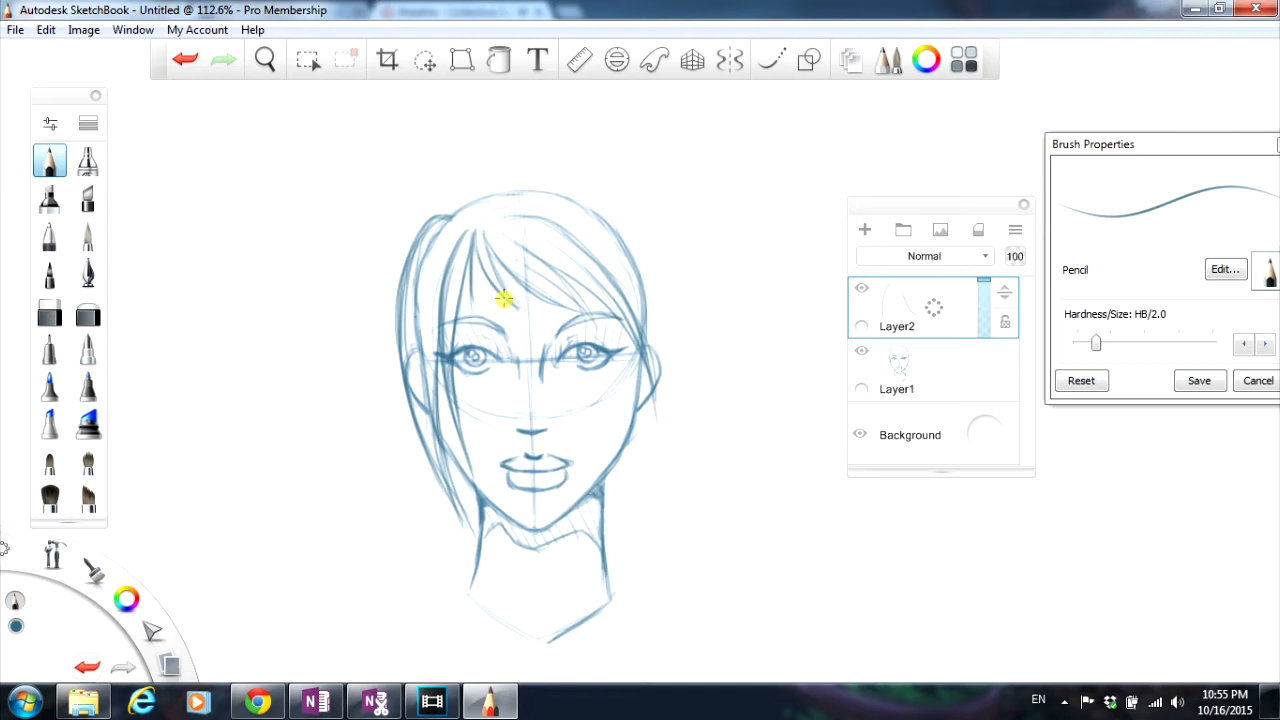 Autodesk SketchBook - Untitled @ 112.6% - Pro Membership
File Edit Image Window My Account Help
T
Brush Properties
Normal 100
Pencil Edit...
Layer2
Hardness/Size: HB/2.0
Layer1
Reset Save Cancel
Background
EN
10:55 PM
10/16/2015